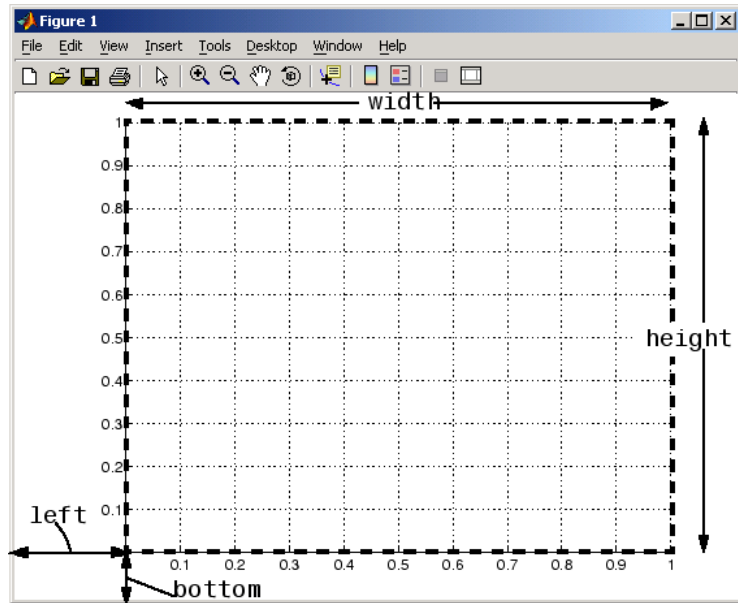 Figure 1
File Edit View Insert Tools Desktop Window Help
width
1
0.9
0.8
0.7
0.6
0.5
height
0.4
0.3
0.2
0.1
left
0.1 0.2 0.3 0.4 0.5 0.6 0.7 0.8 0.9 1
bottom